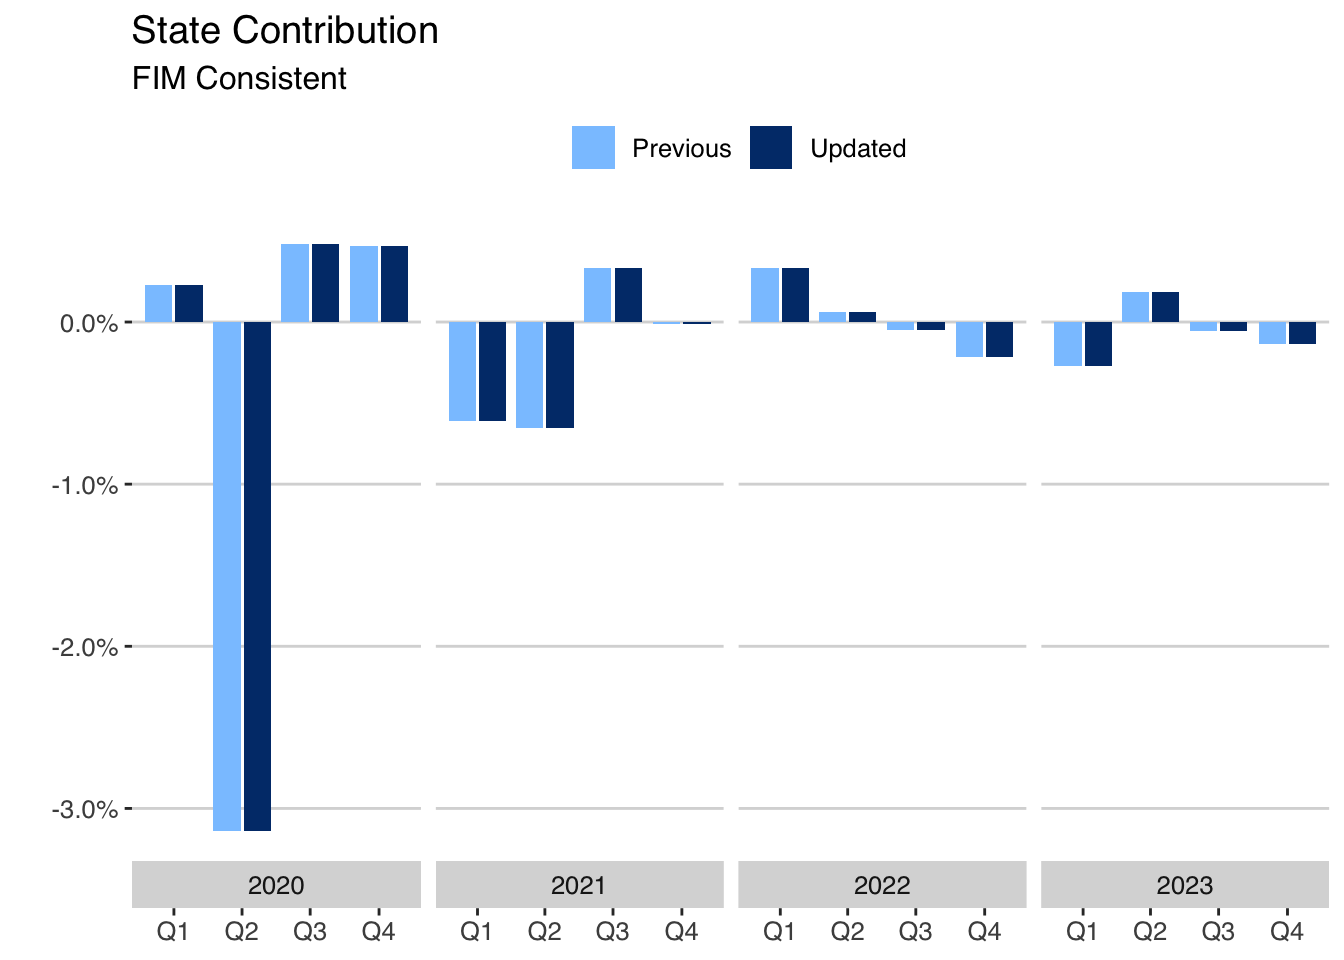 State Contribution
FIM Consistent
Previous Updated
0.0%
-1.0%
-2.0%
-3.0%
2020 2021 2022 2023
Q1 Q2 Q3 Q4 Q1 Q2 Q3 Q4 Q1 Q2 Q3 Q4 Q1 Q2 Q3 Q4